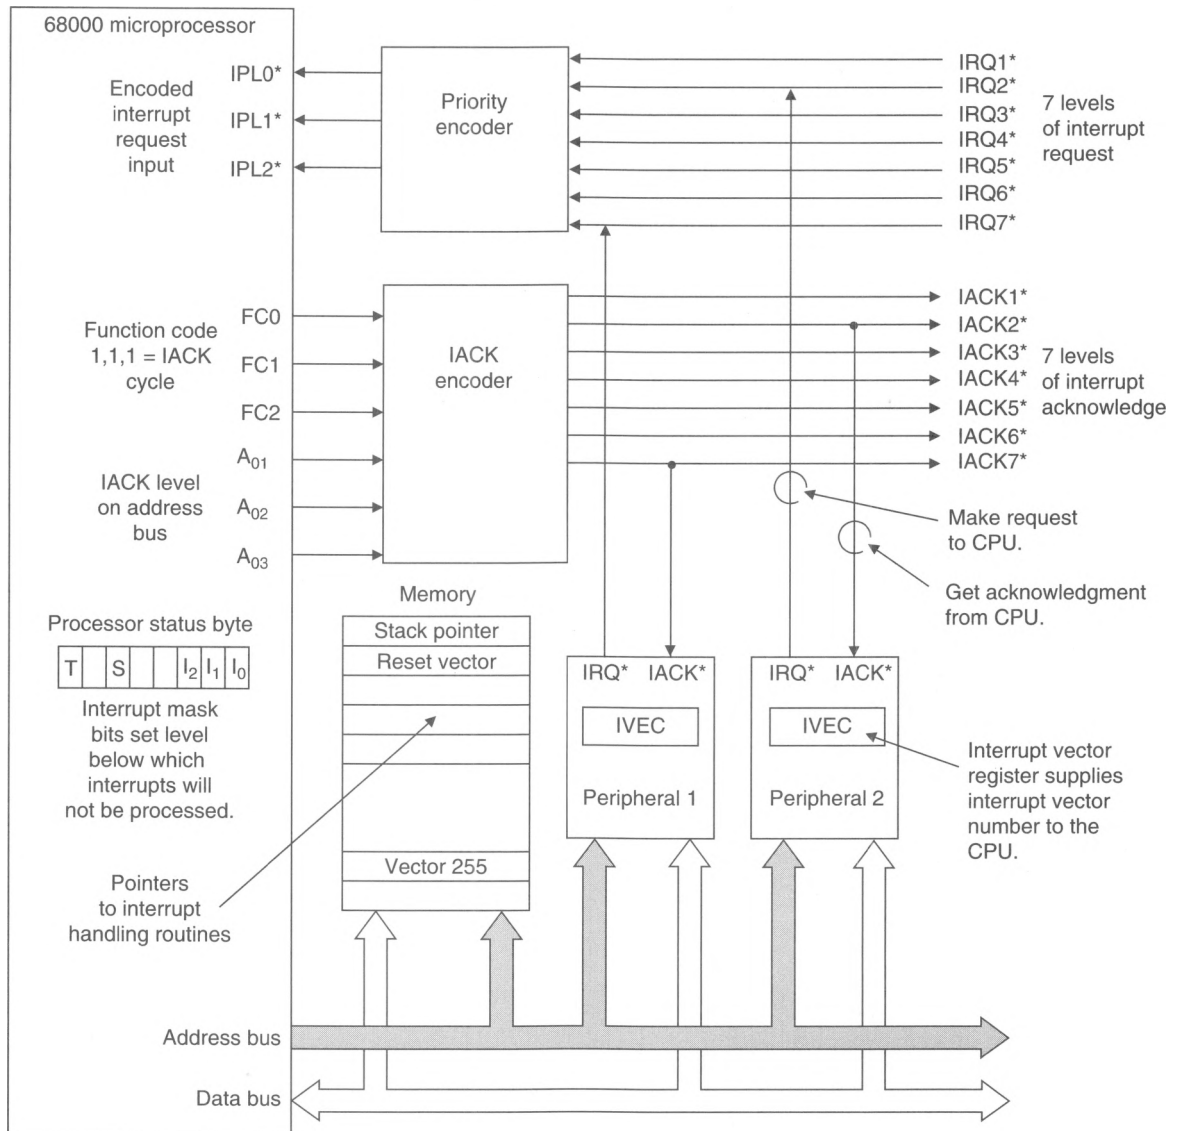 68000 microprocessor
Encoded
interrupt
request
input
IPL0*
IPL1*
IPL2*
Priority
encoder
IRQ1*
IRQ2*
IRQ3*
IRQ4*
IRQ5*
IRQ6*
IRQ7*
7 levels
of interrupt
request
Function code
1,1,1 = IACK
cycle
FC0
FC1
FC2
IACK level
on address
bus
A01
A02
A03
IACK
encoder
IACK1*
IACK2*
IACK3*
IACK4*
IACK5*
IACK6*
IACK7*
7 levels
of interrupt
acknowledge
Make request
to CPU.
Get acknowledgment
from CPU.
Processor status byte
T S I2 I1 I0
Interrupt mask
bits set level
below which
interrupts will
not be processed.
Memory
Stack pointer
Reset vector
Vector 255
Pointers
to interrupt
handling routines
IRQ* IACK*
IVEC
Peripheral 1
IRQ* IACK*
IVEC
Peripheral 2
Interrupt vector
register supplies
interrupt vector
number to the
CPU.
Address bus
Data bus